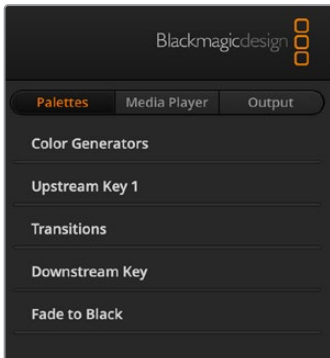 Blackmagicdesign
Palettes Media Player Output
Color Generators
Upstream Key 1
Transitions
Downstream Key
Fade to Black